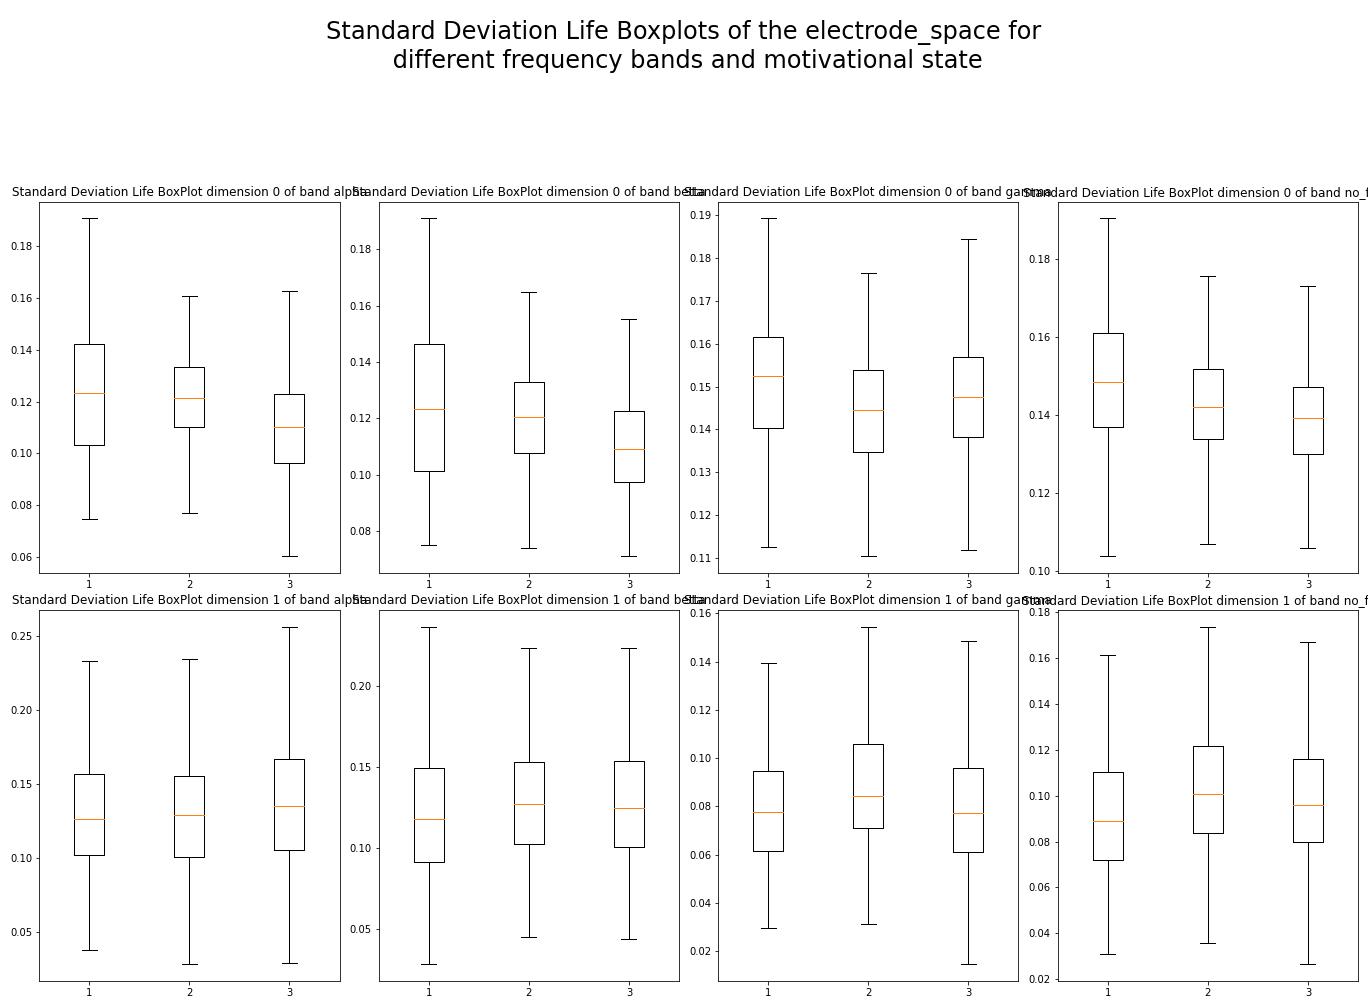 Standard Deviation Life Boxplots of the electrode_space for
different frequency bands and motivational state
Standard Deviation Life BoxPlot dimension 0 of band alpha
Standard Deviation Life BoxPlot dimension 0 of band betta
Standard Deviation Life BoxPlot dimension 0 of band gamma
Standard Deviation Life BoxPlot dimension 0 of band no_f
0.18
0.16
0.14
0.12
0.10
0.08
0.06
1 2 3
0.18
0.16
0.14
0.12
0.10
0.08
1 2 3
0.19
0.18
0.17
0.16
0.15
0.14
0.13
0.12
0.11
1 2 3
0.18
0.16
0.14
0.12
0.10
1 2 3
Standard Deviation Life BoxPlot dimension 1 of band alpha
Standard Deviation Life BoxPlot dimension 1 of band betta
Standard Deviation Life BoxPlot dimension 1 of band gamma
Standard Deviation Life BoxPlot dimension 1 of band no_f
0.25
0.20
0.15
0.10
0.05
1 2 3
0.20
0.15
0.10
0.05
1 2 3
0.16
0.14
0.12
0.10
0.08
0.06
0.04
0.02
1 2 3
0.18
0.16
0.14
0.12
0.10
0.08
0.06
0.04
0.02
1 2 3